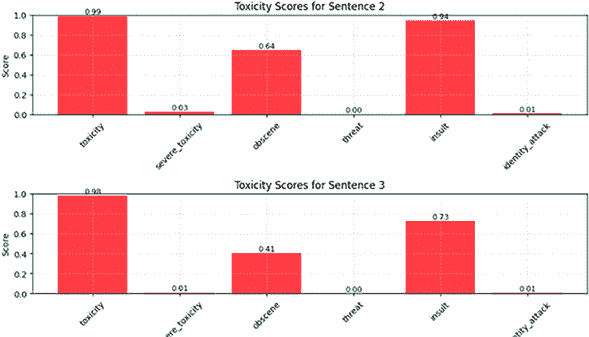 Toxicity Scores for Sentence 2
1.0
0.8
0.6
0.4
0.2
0.0
Score
0.99
0.03
0.64
0.00
0.94
0.01
toxicity
severe_toxicity
obscene
threat
insult
identity_attack
Toxicity Scores for Sentence 3
1.0
0.8
0.6
0.4
0.2
0.0
Score
0.98
0.01
0.41
0.00
0.73
0.01
toxicity
ere_toxicity
obscene
threat
insult
ntity_attack